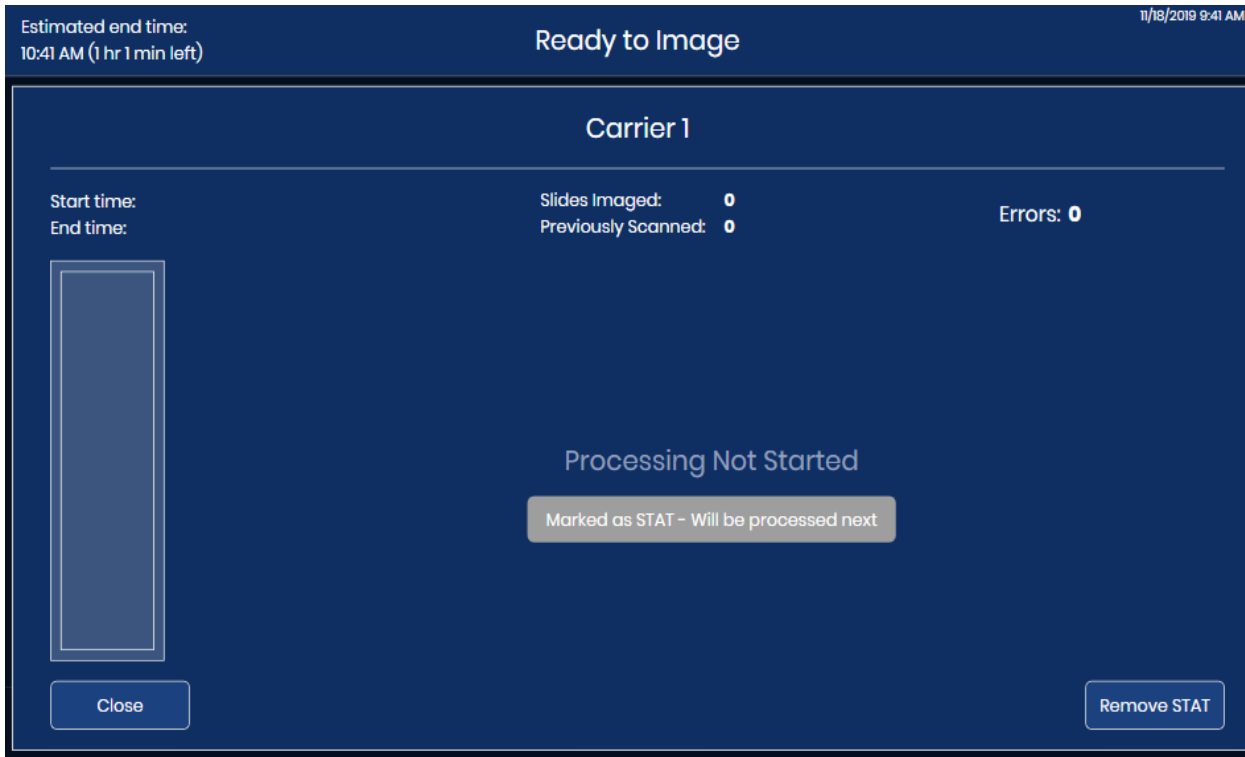 Estimated end time:
10:41 AM (1 hr 1 min left)
Ready to Image
11/18/2019 9:41 AM
Carrier 1
Start time:
End time:
Slides Imaged: 0
Previously Scanned: 0
Errors: 0
Processing Not Started
Marked as STAT - Will be processed next
Close
Remove STAT